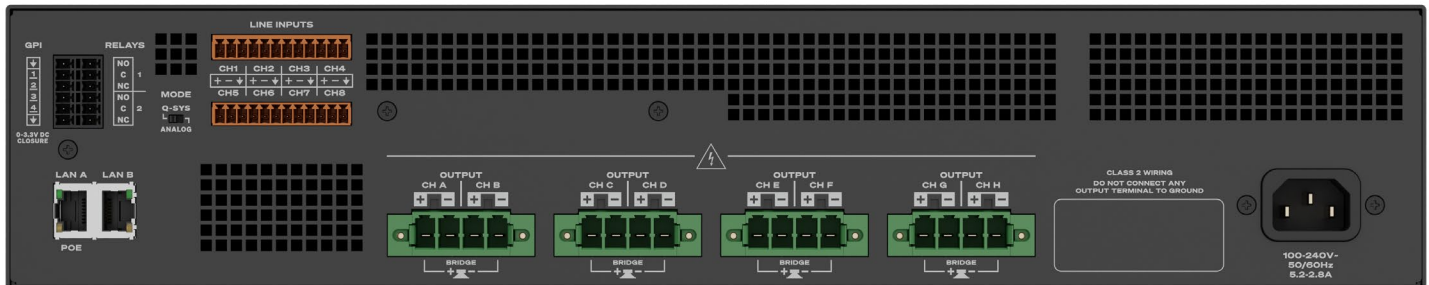 LINE INPUTS
GPI
RELAYS
1
2
3
4
0-3.3V DC
CLOSURE
NO
C 1
NC
NO
C 2
NC
MODE
Q-SYS
ANALOG
CH1 CH2 CH3 CH4
+ - + - + - + -
CH5 CH6 CH7 CH8
LAN A LAN B
POE
OUTPUT
CH A CH B
+ - + -
BRIDGE
+ -
OUTPUT
CH C CH D
+ - + -
BRIDGE
+ -
OUTPUT
CH E CH F
+ - + -
BRIDGE
+ -
OUTPUT
CH G CH H
+ - + -
BRIDGE
+ -
CLASS 2 WIRING
DO NOT CONNECT ANY
OUTPUT TERMINAL TO GROUND
100-240V~
50/60Hz
5.2-2.8A